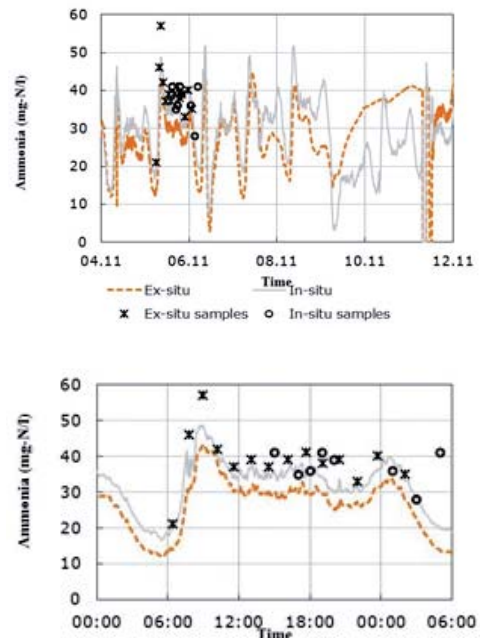 Ammonia (mg-N/l)
60
50
40
30
20
10
0
04.11 06.11 08.11 10.11 12.11
Time
Ex-situ In-situ
Ex-situ samples In-situ samples
Ammonia (mg-N/l)
60
50
40
30
20
10
0
00:00 06:00 12:00 18:00 00:00 06:00
Time